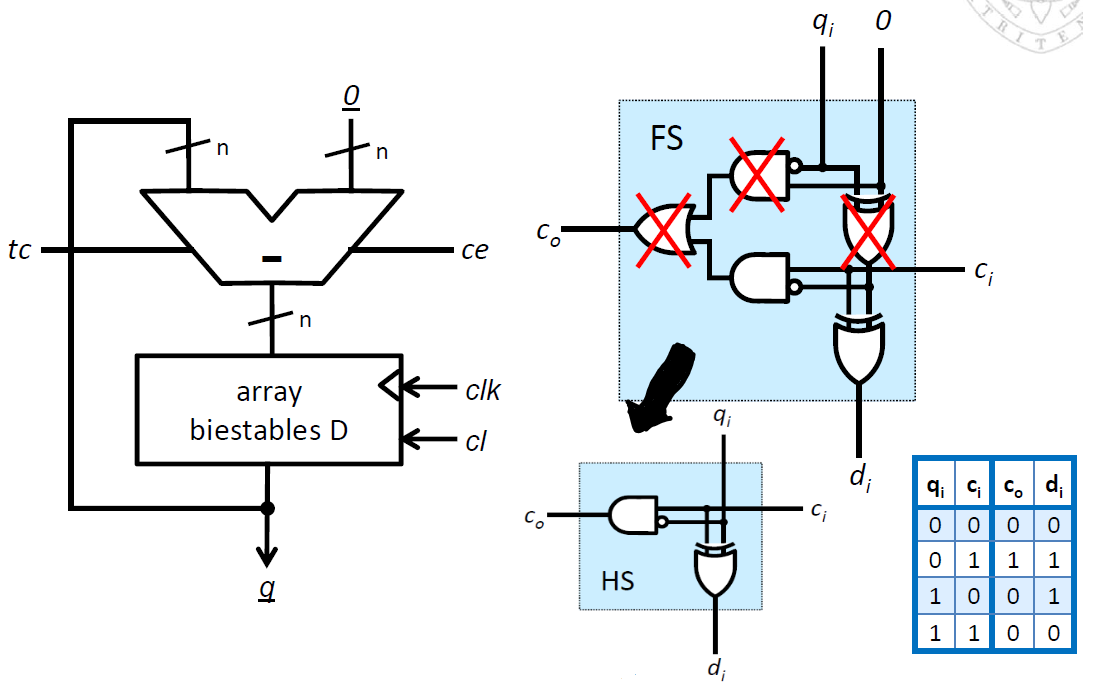 0
n
n
tc
-
ce
n
array
biestables D
clk
cl
q
q_i
0
FS
c_o
c_i
d_i
q_i
c_o
c_i
HS
d_i
q_i c_i c_o d_i
0 0 0 0
0 1 1 1
1 0 0 1
1 1 0 0
TRITEN